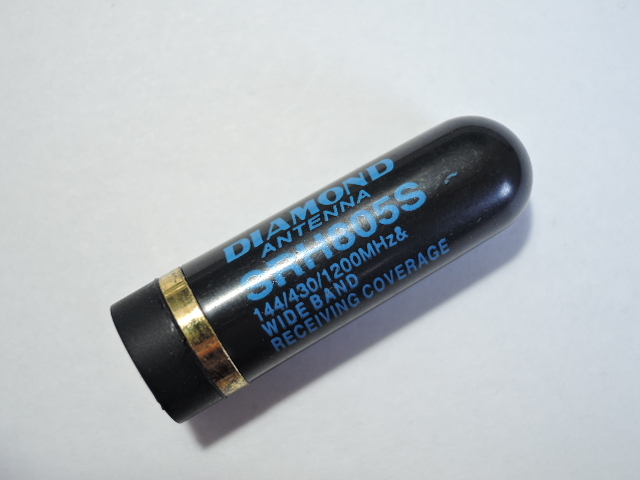 DIAMOND
ANTENNA
SRH805S
144/430/1200MHz&
WIDE BAND
RECEIVING COVERAGE